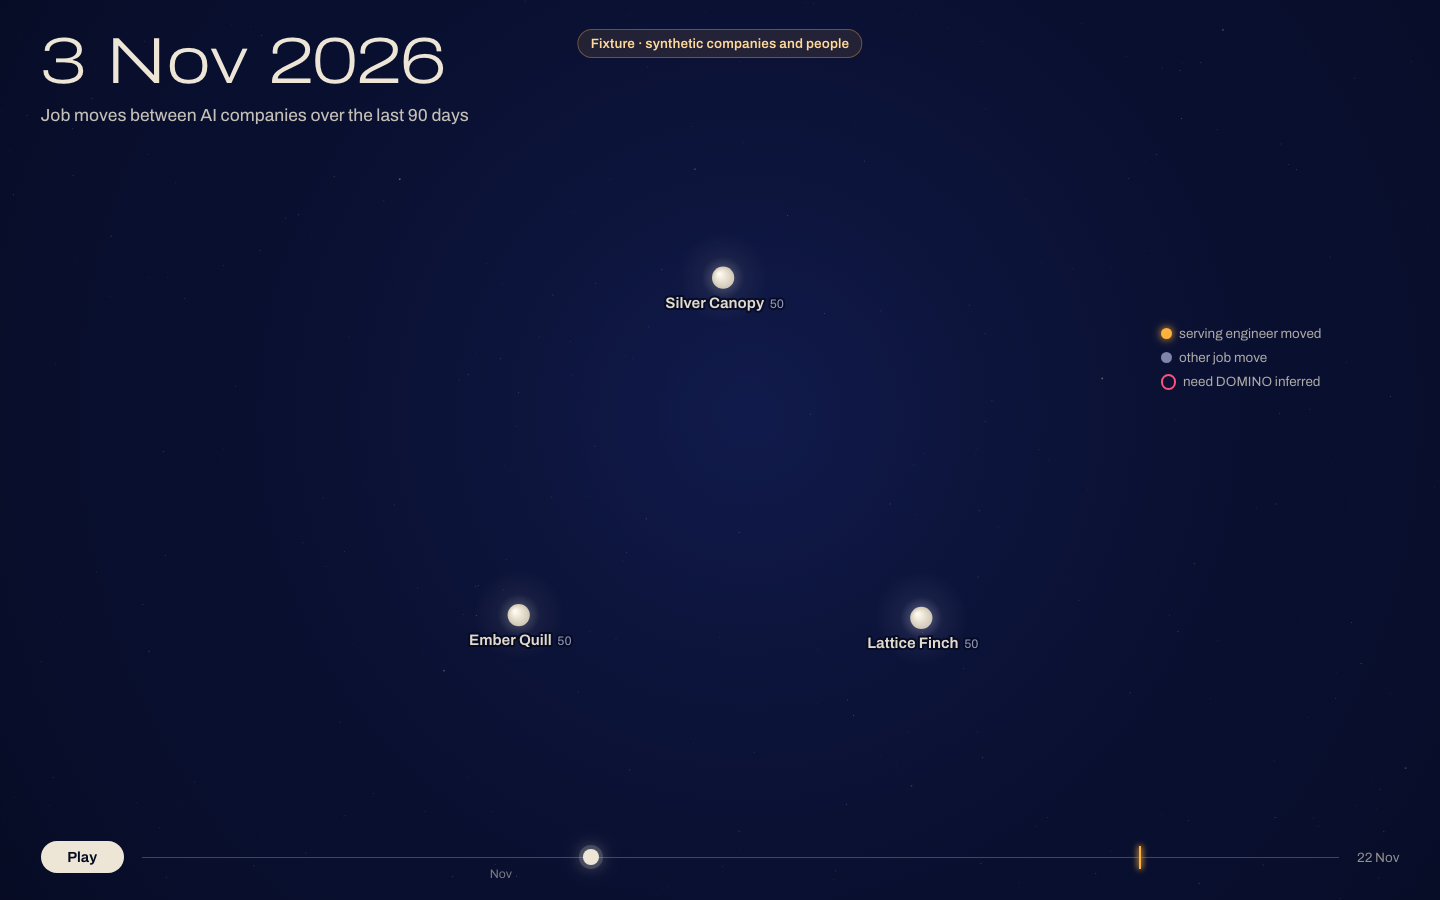 3 Nov 2026
Fixture · synthetic companies and people
Job moves between AI companies over the last 90 days
Silver Canopy 50
serving engineer moved
other job move
need DOMINO inferred
Ember Quill 50
Lattice Finch 50
Play
22 Nov
Nov